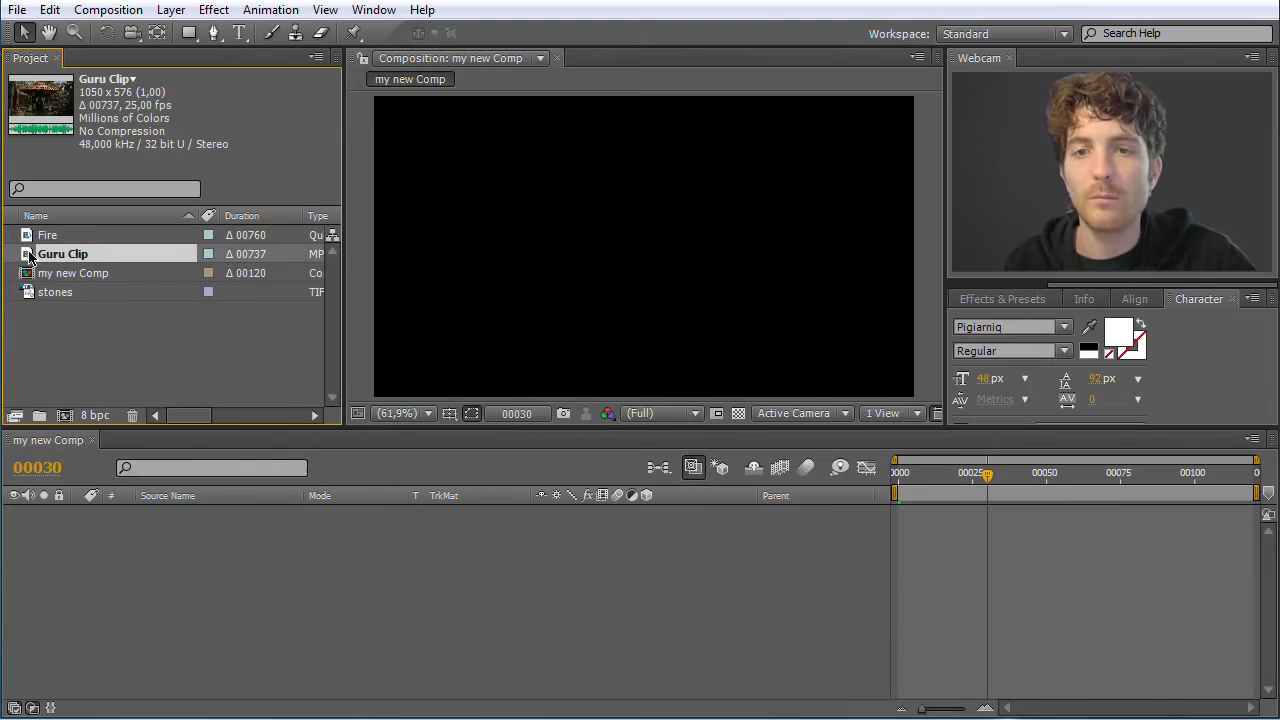 File Edit Composition Layer Effect Animation View Window Help
Workspace: Standard Search Help
Project
Guru Clip
1050 x 576 (1,00)
Δ 00737, 25,00 fps
Millions of Colors
No Compression
48,000 kHz / 32 bit U / Stereo
Name Duration Type
Fire Δ 00760 Qu
Guru Clip Δ 00737 MP
my new Comp Δ 00120 Co
stones TIF
8 bpc
Composition: my new Comp
my new Comp
(61,9%) 00030 (Full) Active Camera 1 View
Webcam
Effects & Presets Info Align Character
Pigiarniq
Regular
48 px 92 px
Metrics 0
my new Comp
00030
# Source Name Mode T TrkMat Parent
0000 00025 00050 00075 00100 0